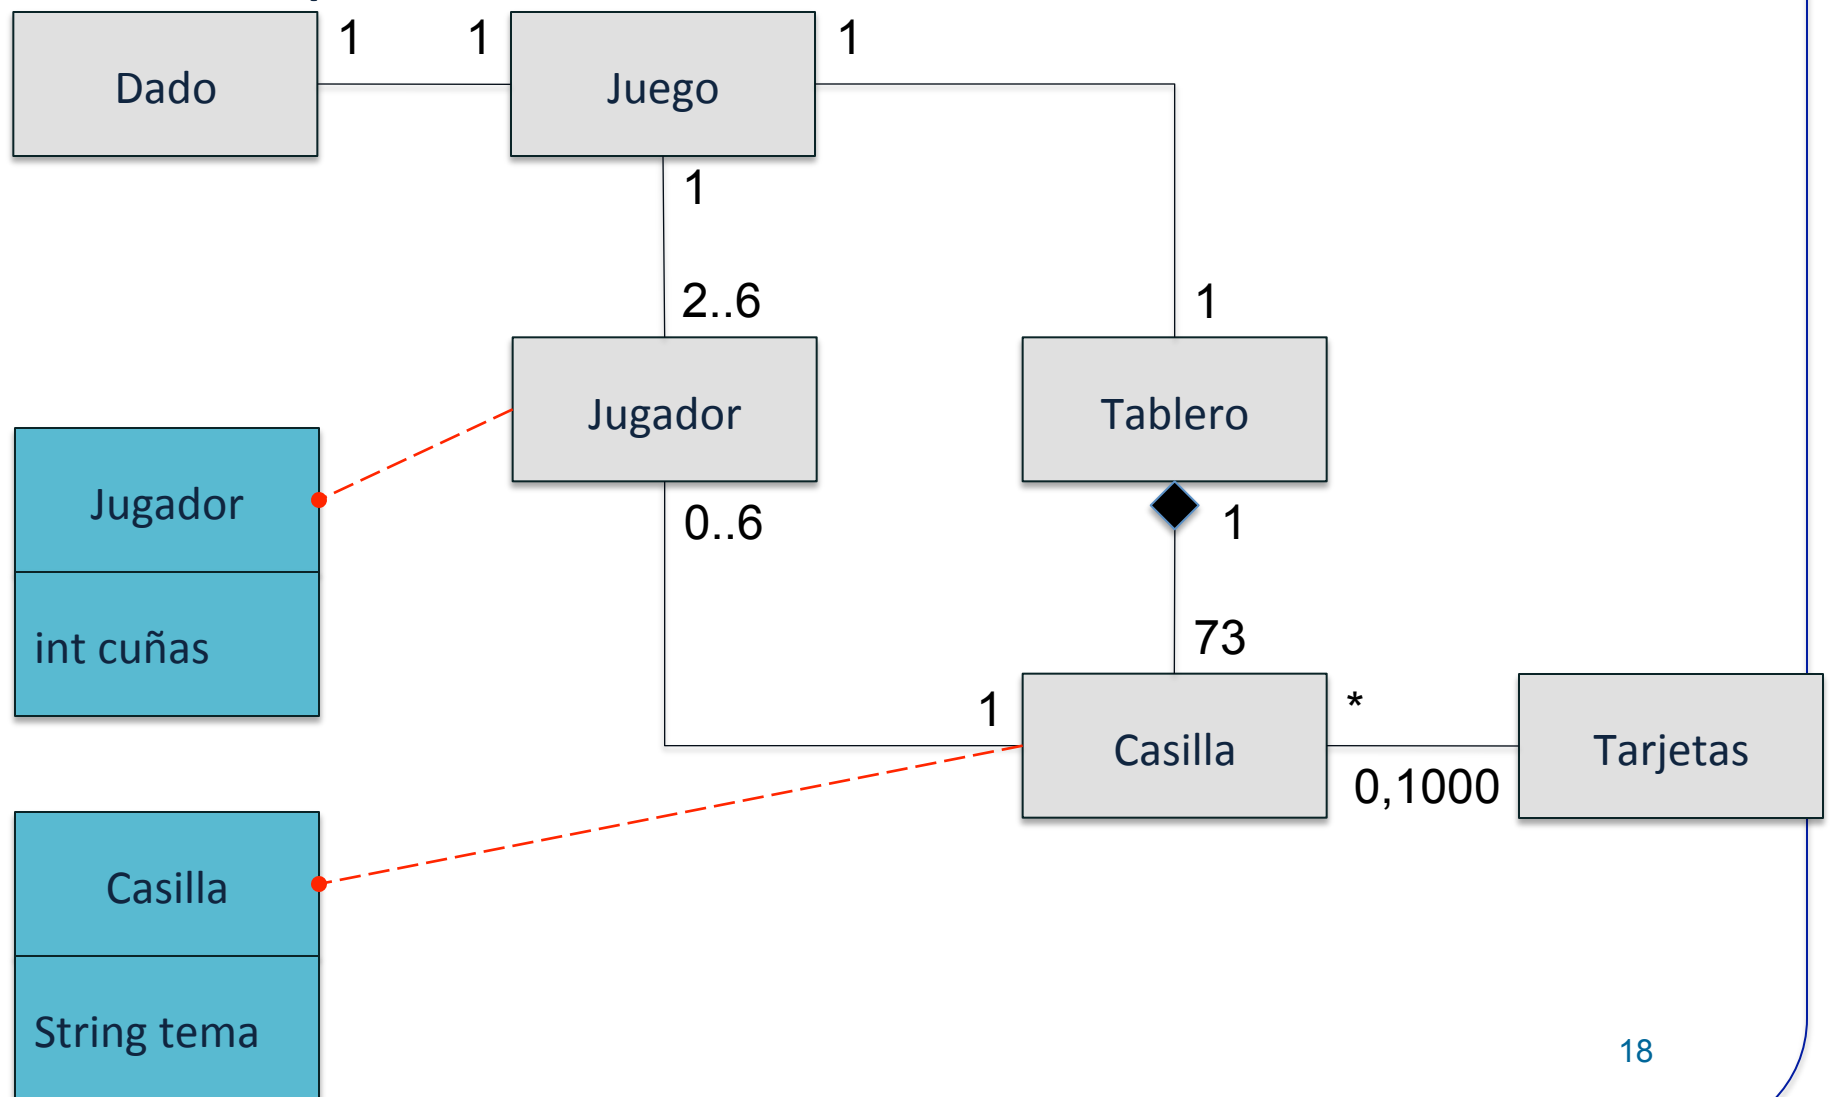 Dado
1
1
Juego
1
1
2..6
1
Jugador
Tablero
Jugador
0..6
1
int cuñas
73
1
Casilla
*
0,1000
Tarjetas
Casilla
String tema
18